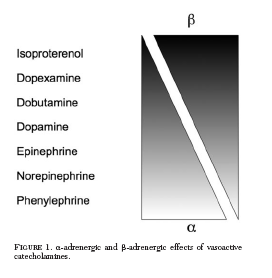 β
Isoproterenol
Dopexamine
Dobutamine
Dopamine
Epinephrine
Norepinephrine
Phenylephrine
α
FIGURE 1. α-adrenergic and β-adrenergic effects of vasoactive
catecholamines.